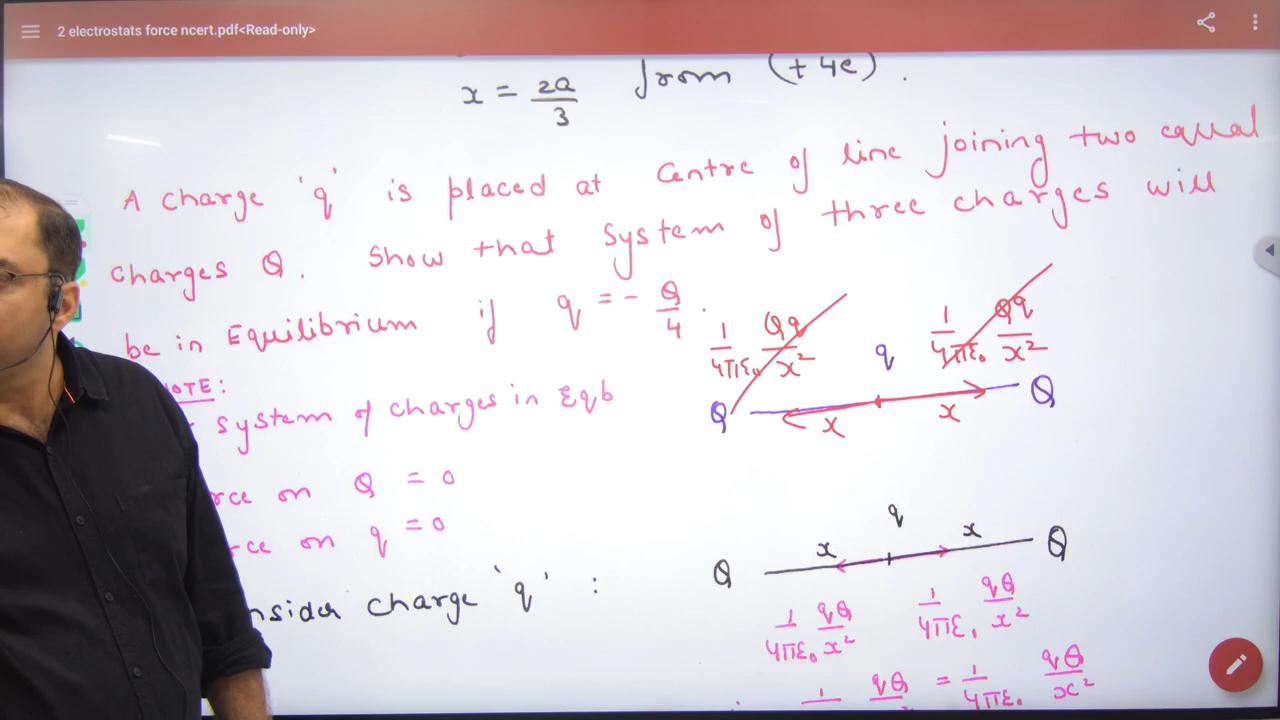 2 electrostats force ncert.pdf<Read-only>
x = 2a/3 from (+4e).
A charge 'q' is placed at centre of line joining two equal
charges Q. Show that system of three charges will
be in Equilibrium if q = - Q/4.
NOTE:
system of charges in Eqb
on Q = 0
on q = 0
charge 'q' :
1/4πε₀ Qq/x²
1/4πε₀ Qq/x²
q
Q Q
x x
q
x x
Q Q
1/4πε₀ qQ/x² 1/4πε₀ qQ/x²
qQ = 1/4πε₀ qQ/x²